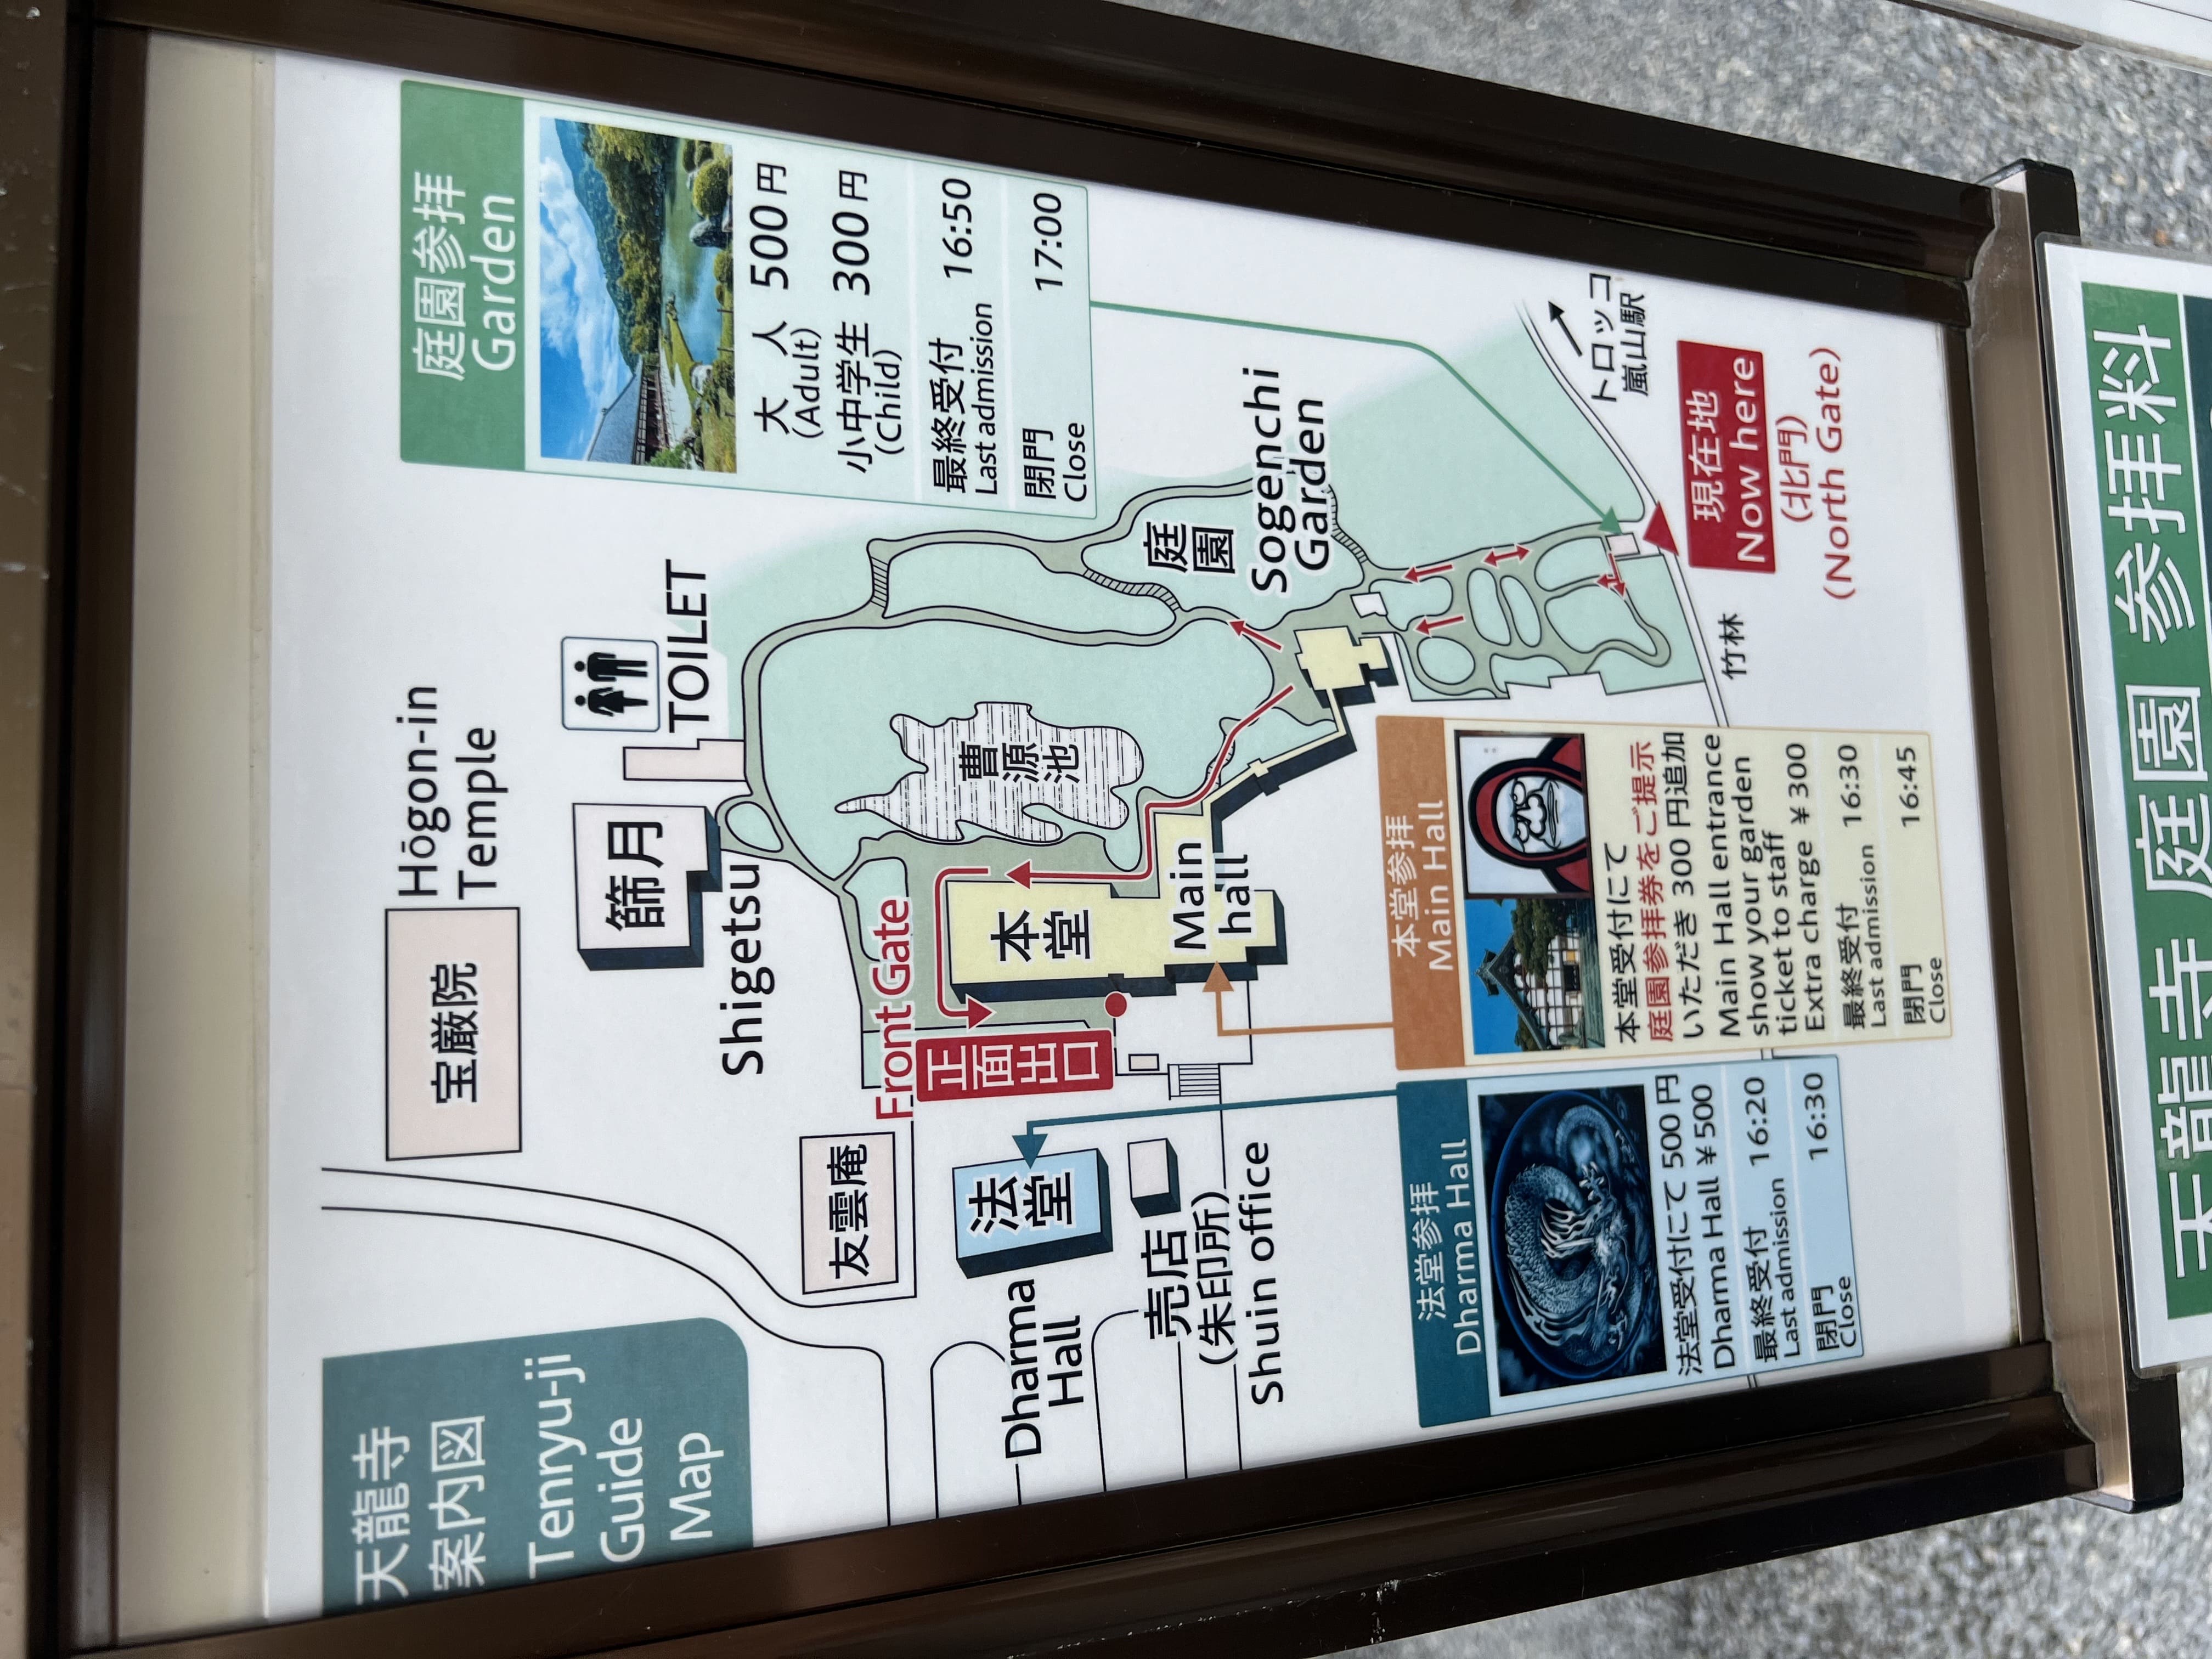 天龍寺
案内図
Tenryu-ji
Guide
Map
宝厳院
Hōgon-in
Temple
篩月
Shigetsu
TOILET
友雲庵
Front Gate
正面出口
法堂
Dharma
Hall
本堂
Main
hall
曹源池
売店
(朱印所)
Shuin office
庭園
Sogenchi
Garden
庭園参拝
Garden
大 人 500円
(Adult)
小中学生 300円
(Child)
最終受付 16:50
Last admission
閉門 17:00
Close
法堂参拝
Dharma Hall
法堂受付にて 500円
Dharma Hall ¥500
最終受付 16:20
Last admission
閉門 16:30
Close
本堂参拝
Main Hall
本堂受付にて
庭園参拝券をご提示
いただき 300円追加
Main Hall entrance
show your garden
ticket to staff
Extra charge ¥300
最終受付 16:30
Last admission
閉門 16:45
Close
トロッコ
嵐山駅
竹林
現在地
Now here
(北門)
(North Gate)
天龍寺 庭園 参拝料